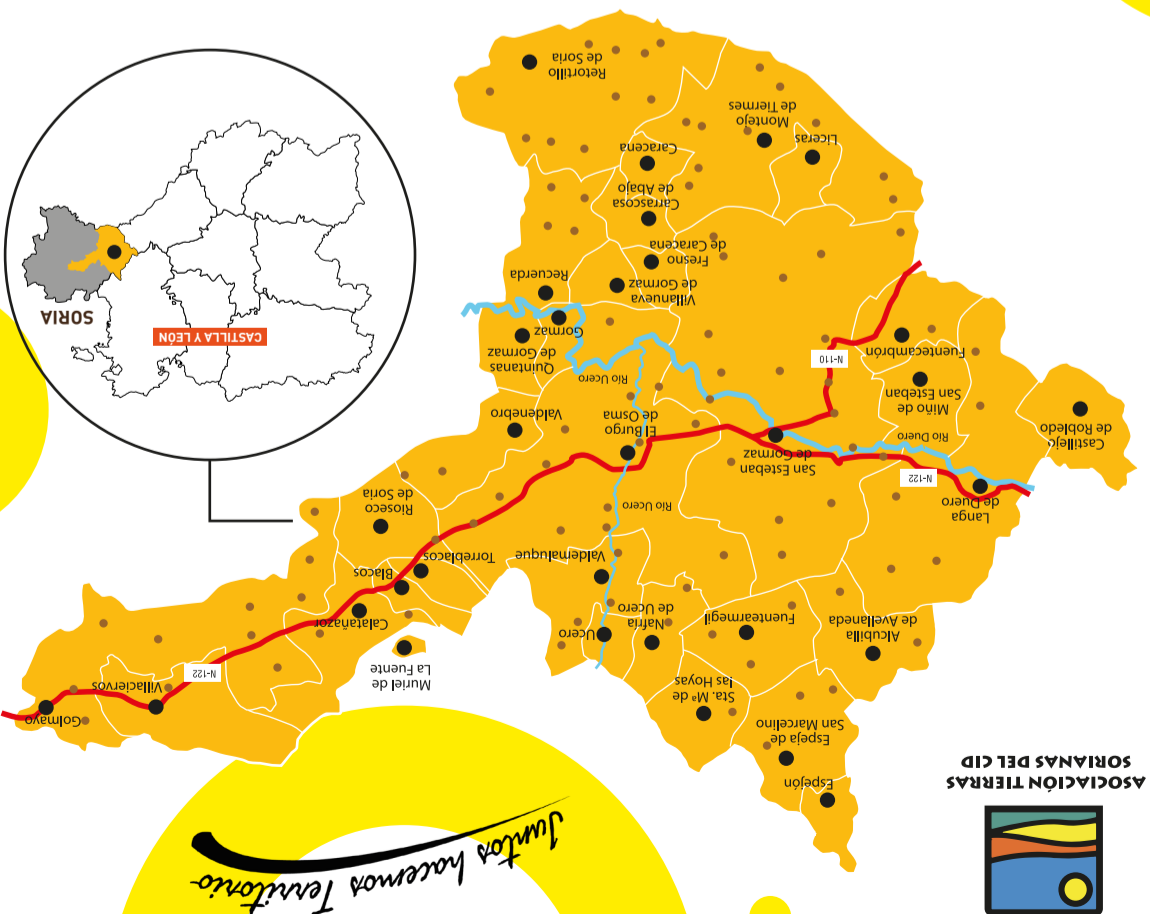 Juntos hacemos Territorio
ASOCIACIÓN TIERRAS
SORIANAS DEL CID
Espejón
Espeja de
San Marcelino
Sta. Mª de
las Hoyas
Golmayo
Villaciervos
N-122
Muriel de
La Fuente
Alcubilla
de Avellaneda
Fuentearmegil
Nafría
de Ucero
Ucero
Calatañazor
Blacos
Torreblacos
Valdemaluque
Rioseco
de Soria
Langa
de Duero
N-122
Río Ucero
San Esteban
de Gormaz
Río Duero
El Burgo
de Osma
Valdenebro
Castillejo
de Robledo
Miño de
San Esteban
Fuentecambrón
N-110
Río Ucero
Quintanas
de Gormaz
Gormaz
Recuerda
Villanueva
de Gormaz
Fresno
de Caracena
Carrascosa
de Abajo
Caracena
Liceras
Montejo
de Tiermes
Retortillo
de Soria
CASTILLA Y LEÓN
SORIA